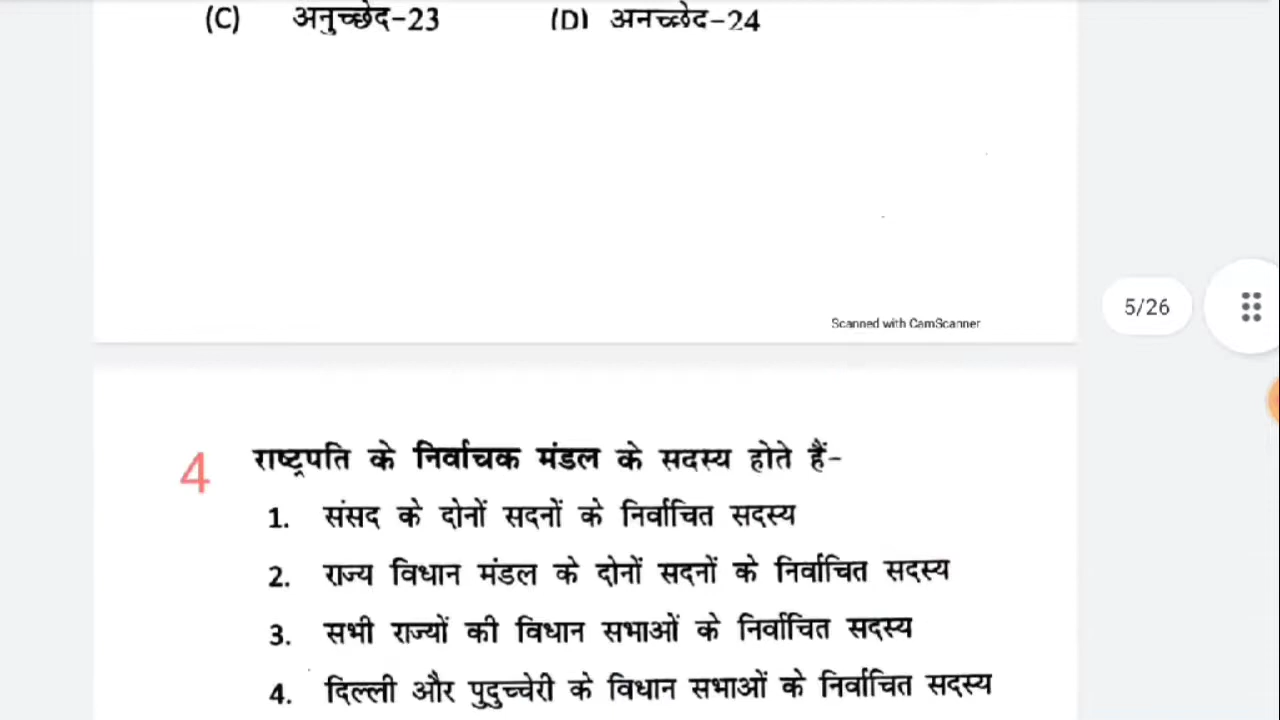 (C) अनुच्छेद-23 (D) अनच्छेद-24
5/26
Scanned with CamScanner
4 राष्ट्रपति के निर्वाचक मंडल के सदस्य होते हैं-
1. संसद के दोनों सदनों के निर्वाचित सदस्य
2. राज्य विधान मंडल के दोनों सदनों के निर्वाचित सदस्य
3. सभी राज्यों की विधान सभाओं के निर्वाचित सदस्य
4. दिल्ली और पुदुच्चेरी के विधान सभाओं के निर्वाचित सदस्य